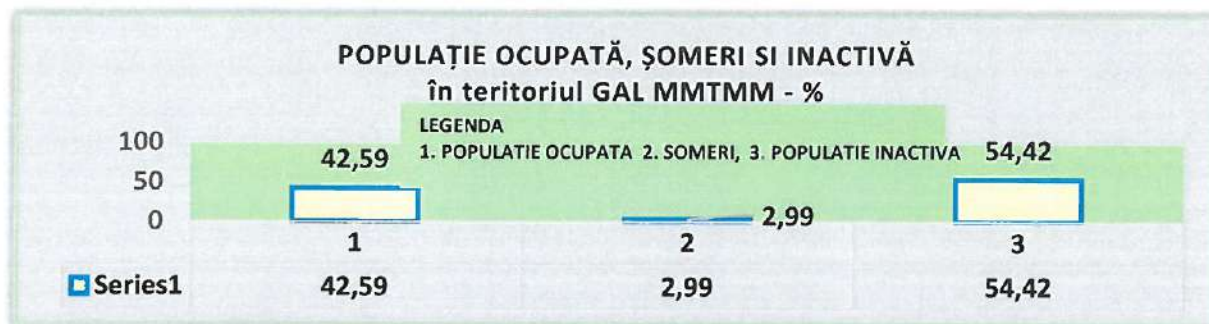 POPULAȚIE OCUPATĂ, ȘOMERI SI INACTIVĂ
în teritoriul GAL MMTMM - %
LEGENDA
1. POPULATIE OCUPATA 2. SOMERI, 3. POPULATIE INACTIVA
100
50
0
42,59
2,99
54,42
1 2 3
Series1 42,59 2,99 54,42